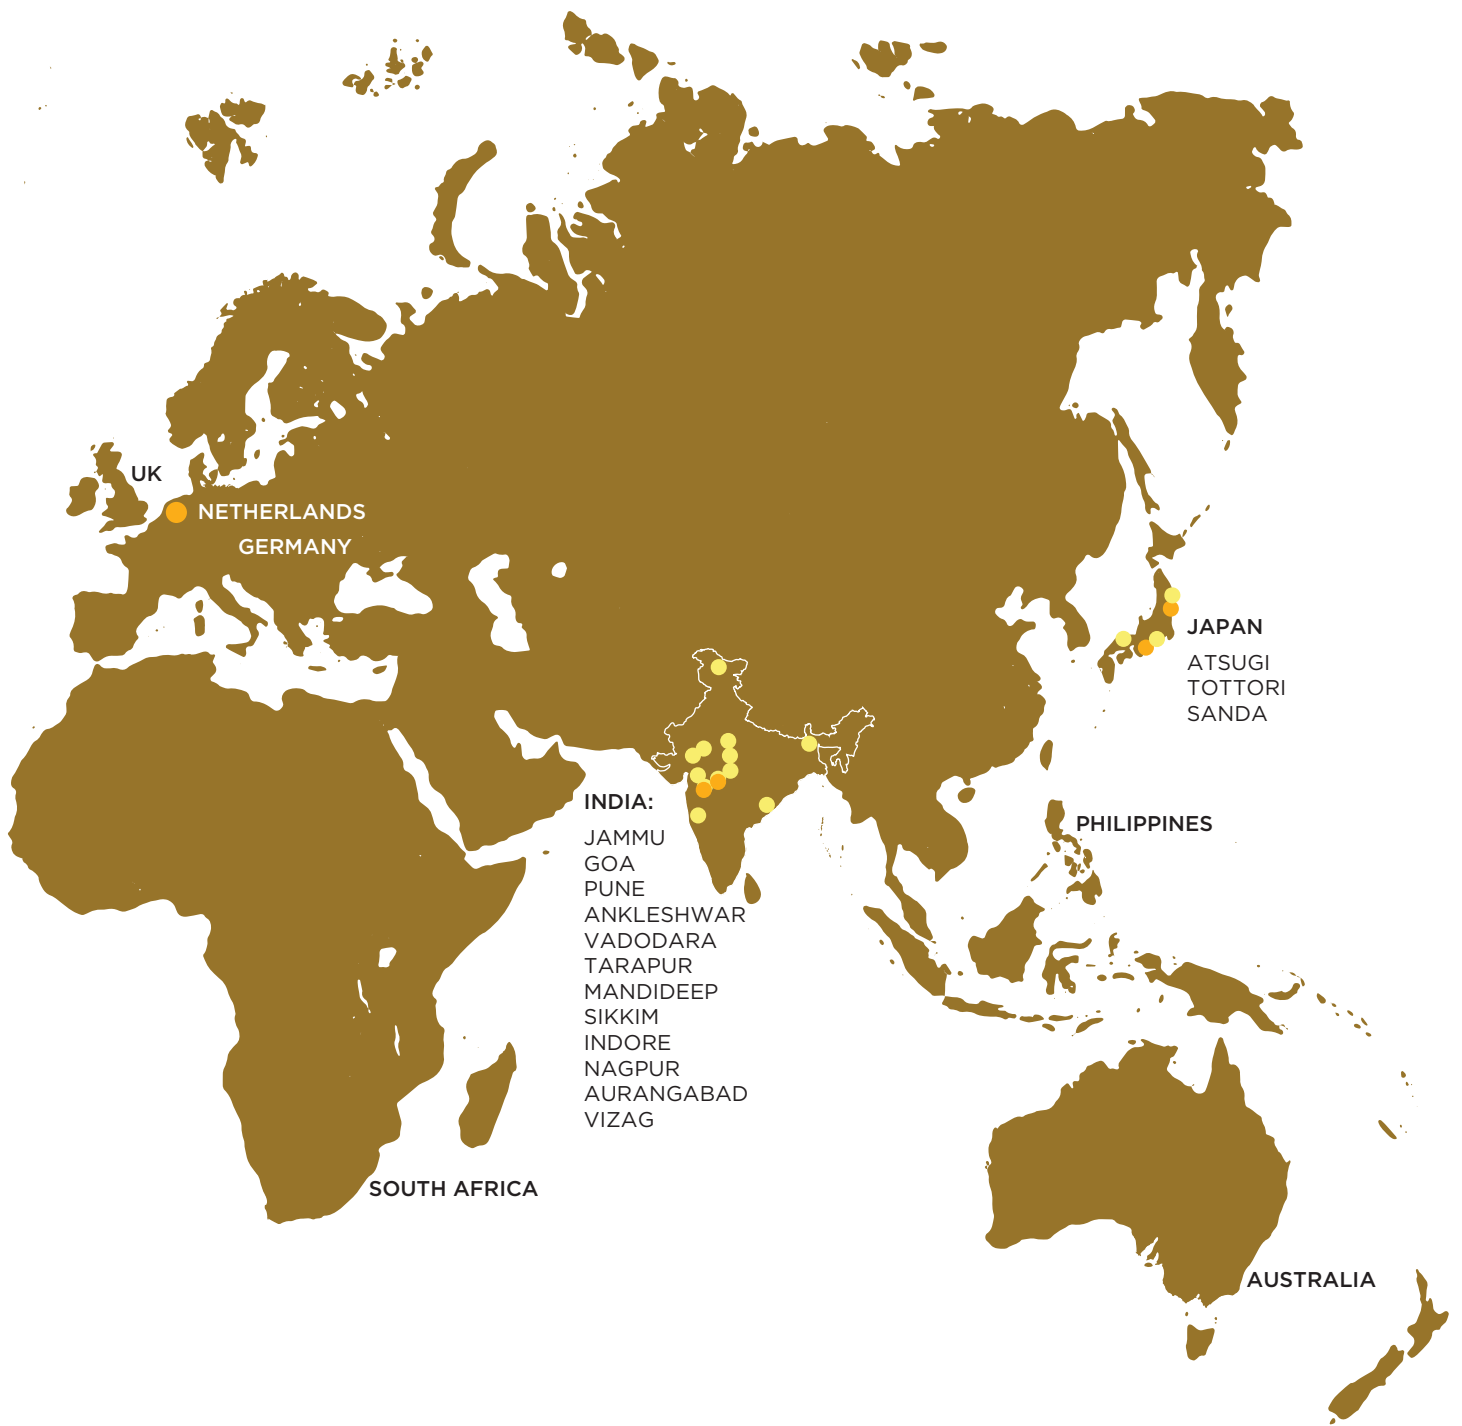 UK
NETHERLANDS
GERMANY
JAPAN
ATSUGI
TOTTORI
SANDA
INDIA:
JAMMU
GOA
PUNE
ANKLESHWAR
VADODARA
TARAPUR
MANDIDEEP
SIKKIM
INDORE
NAGPUR
AURANGABAD
VIZAG
PHILIPPINES
SOUTH AFRICA
AUSTRALIA